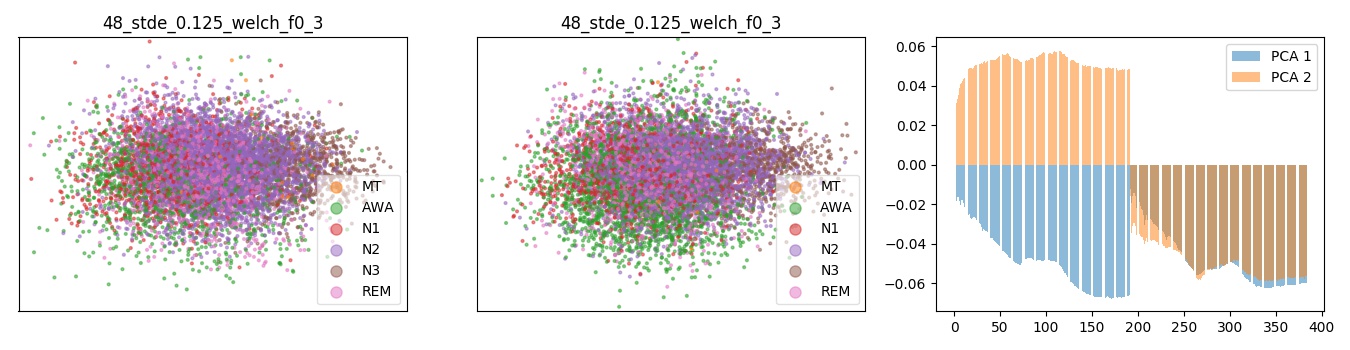 48_stde_0.125_welch_f0_3
MT
AWA
N1
N2
N3
REM
48_stde_0.125_welch_f0_3
MT
AWA
N1
N2
N3
REM
0.06
0.04
0.02
0.00
−0.02
−0.04
−0.06
PCA 1
PCA 2
0 50 100 150 200 250 300 350 400